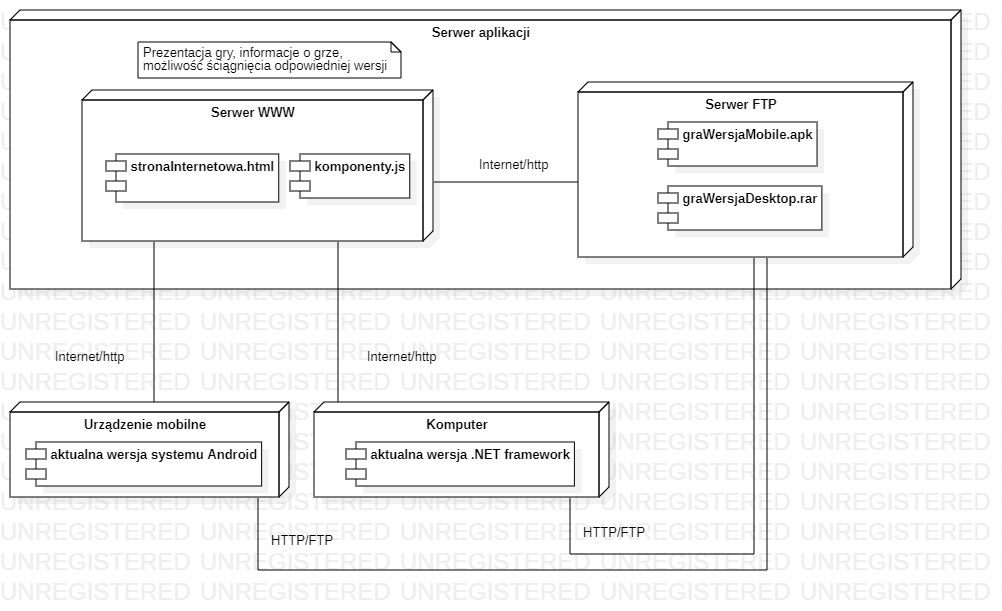 Serwer aplikacji
Prezentacja gry, informacje o grze,
możliwość ściągnięcia odpowiedniej wersji
Serwer WWW
stronaInternetowa.html
komponenty.js
Internet/http
Serwer FTP
graWersjaMobile.apk
graWersjaDesktop.rar
UNREGISTERED UNREGISTERED UNREGISTERED UNREGISTERED UNREGISTERED
Internet/http
Internet/http
Urządzenie mobilne
aktualna wersja systemu Android
Komputer
aktualna wersja .NET framework
HTTP/FTP
HTTP/FTP